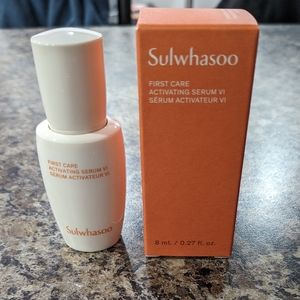 FIRST CARE
ACTIVATING SERUM VI
SÉRUM ACTIVATEUR VI
Sulwhasoo
Sulwhasoo
FIRST CARE
ACTIVATING SERUM VI
SÉRUM ACTIVATEUR VI
8 mL / 0.27 fl. oz.